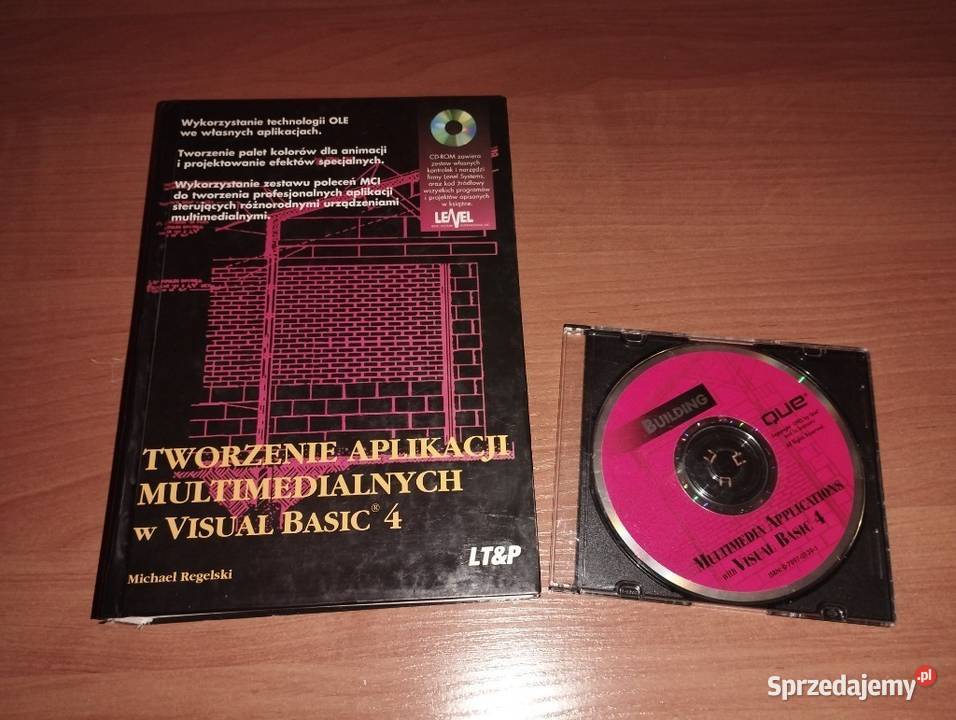 Wykorzystanie technologii OLE
we własnych aplikacjach.
Tworzenie palet kolorów dla animacji
i projektowanie efektów specjalnych.
Wykorzystanie zestawu poleceń MCI
do tworzenia profesjonalnych aplikacji
sterujących różnorodnymi urządzeniami
multimedialnymi.
CD-ROM zawiera
zestaw własnych
kontrolek i narzędzi
firmy Lenel Systems,
oraz kod źródłowy
wszystkich programów
i projektów opisanych
w książce.
LENEL
TWORZENIE APLIKACJI
MULTIMEDIALNYCH
W VISUAL BASIC® 4
LT&P
Michael Regelski
BUILDING
QUE®
All Rights Reserved.
MULTIMEDIA APPLICATIONS
WITH VISUAL BASIC 4
Sprzedajemy.pl